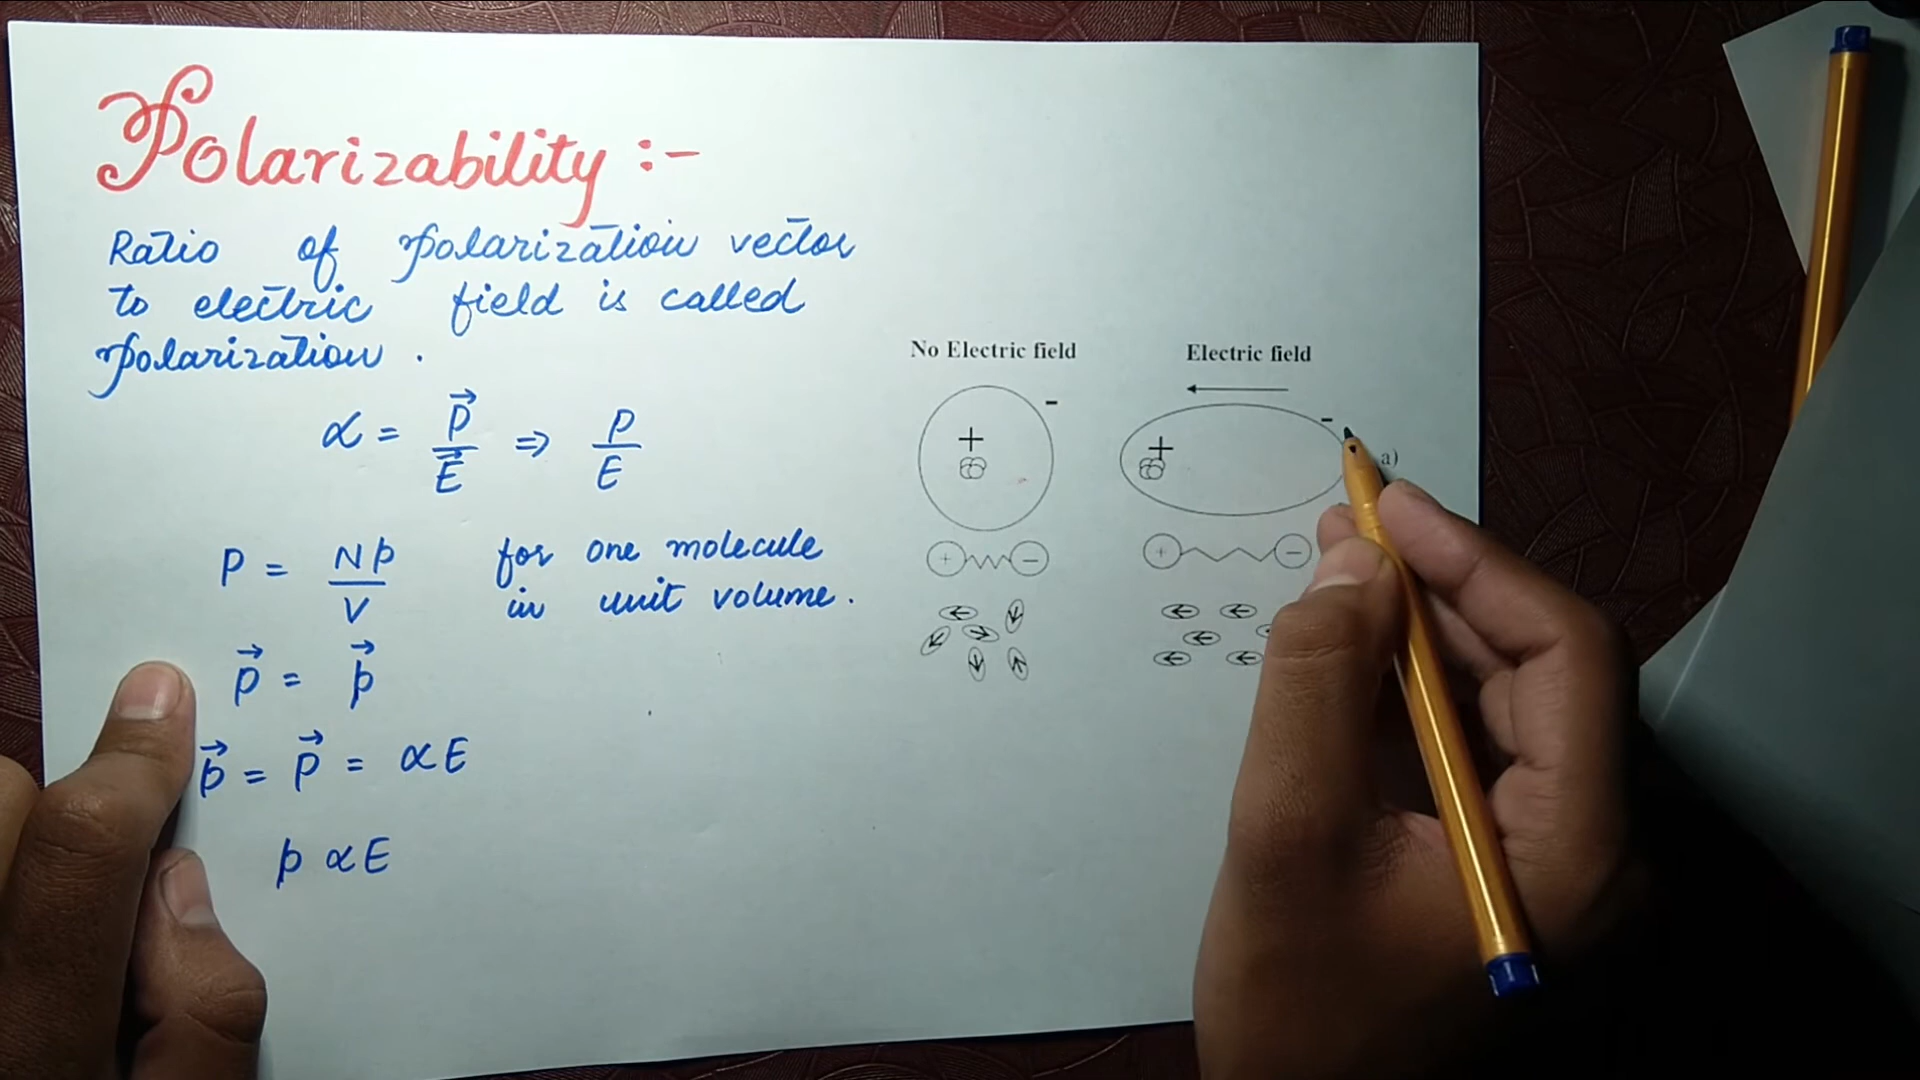 Polarizability :-
Ratio of polarization vector
to electric field is called
polarization .
α = P⃗ / E⃗ ⇒ P / E
P = Np / V for one molecule
in unit volume .
P⃗ = p⃗
p⃗ = P⃗ = αE
p α E
No Electric field
Electric field
-
-
+
+
a)
+ -
+ -